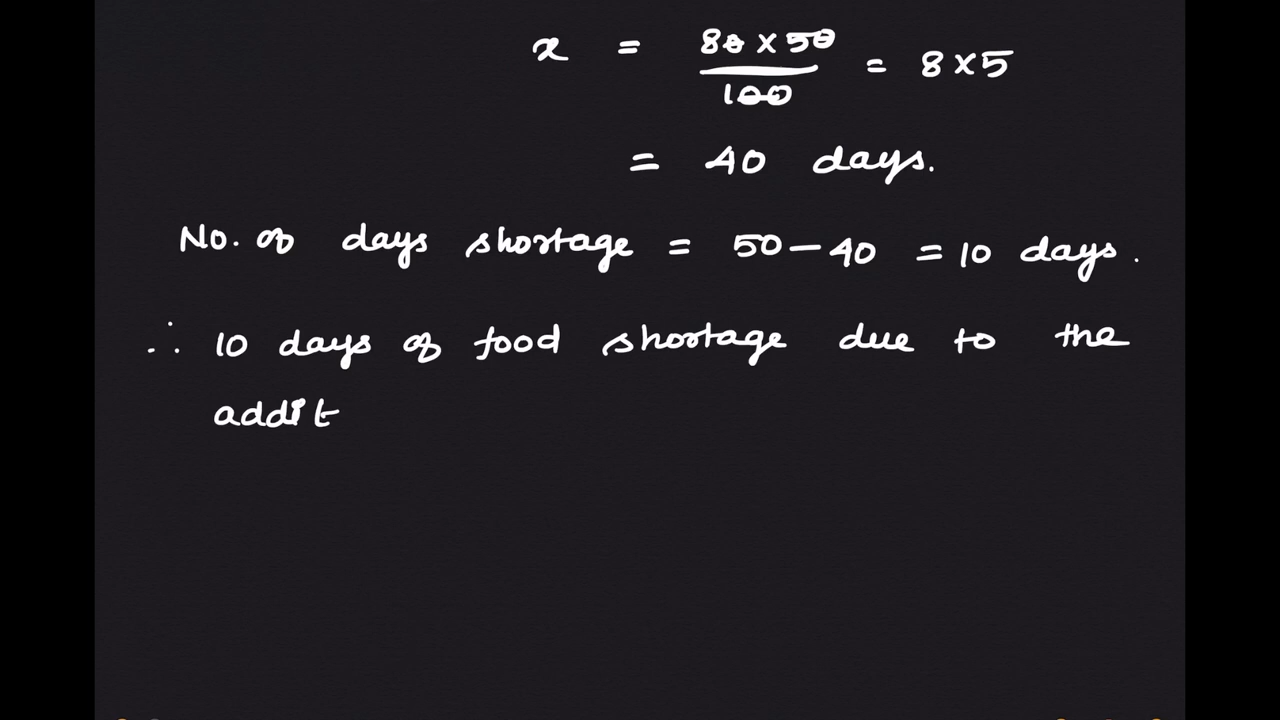 x = 80 x 50 / 100 = 8 x 5
= 40 days.
No. of days shortage = 50 - 40 = 10 days.
∴ 10 days of food shortage due to the
addit